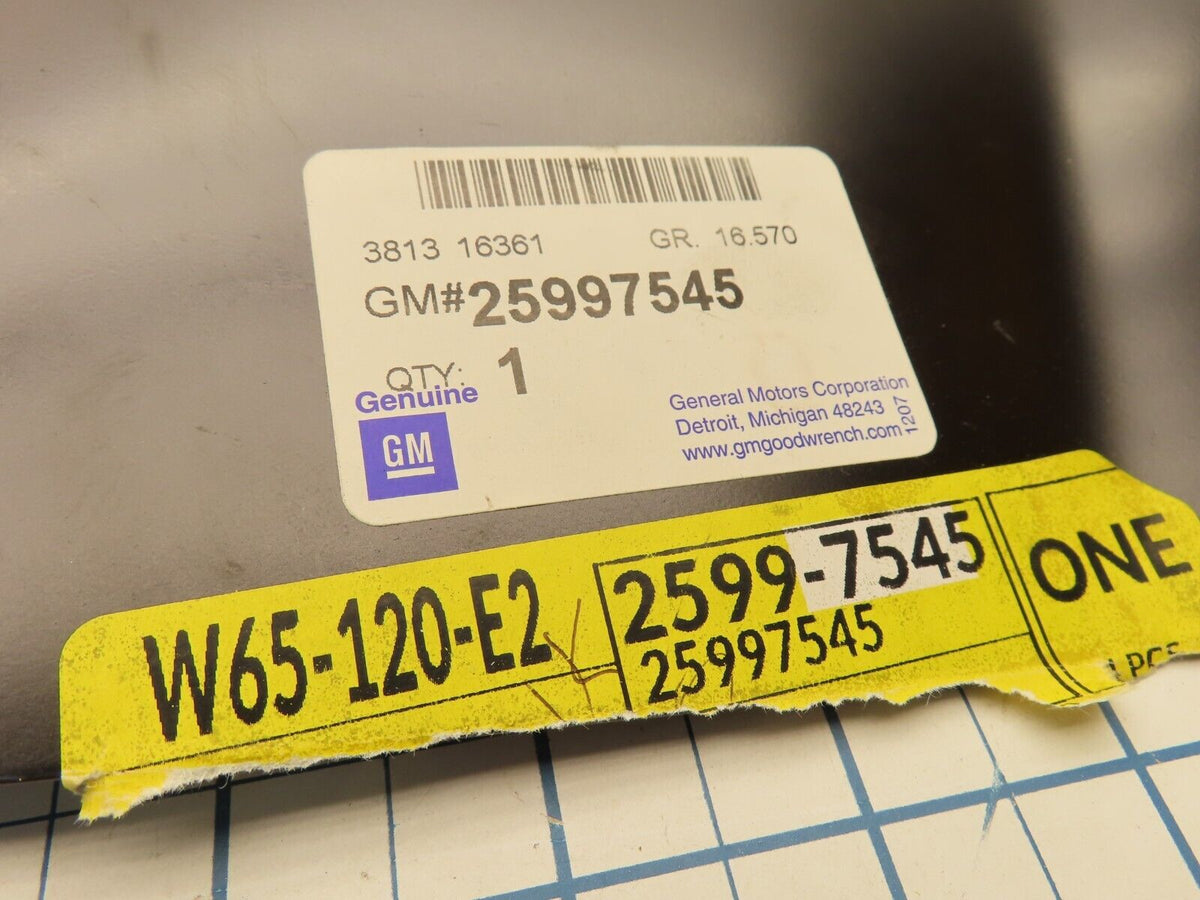 3813 16361 GR. 16.570
GM#25997545
QTY: 1
Genuine
GM
General Motors Corporation
Detroit, Michigan 48243
www.gmgoodwrench.com
1207
W65-120-E2
2599-7545
25997545
ONE